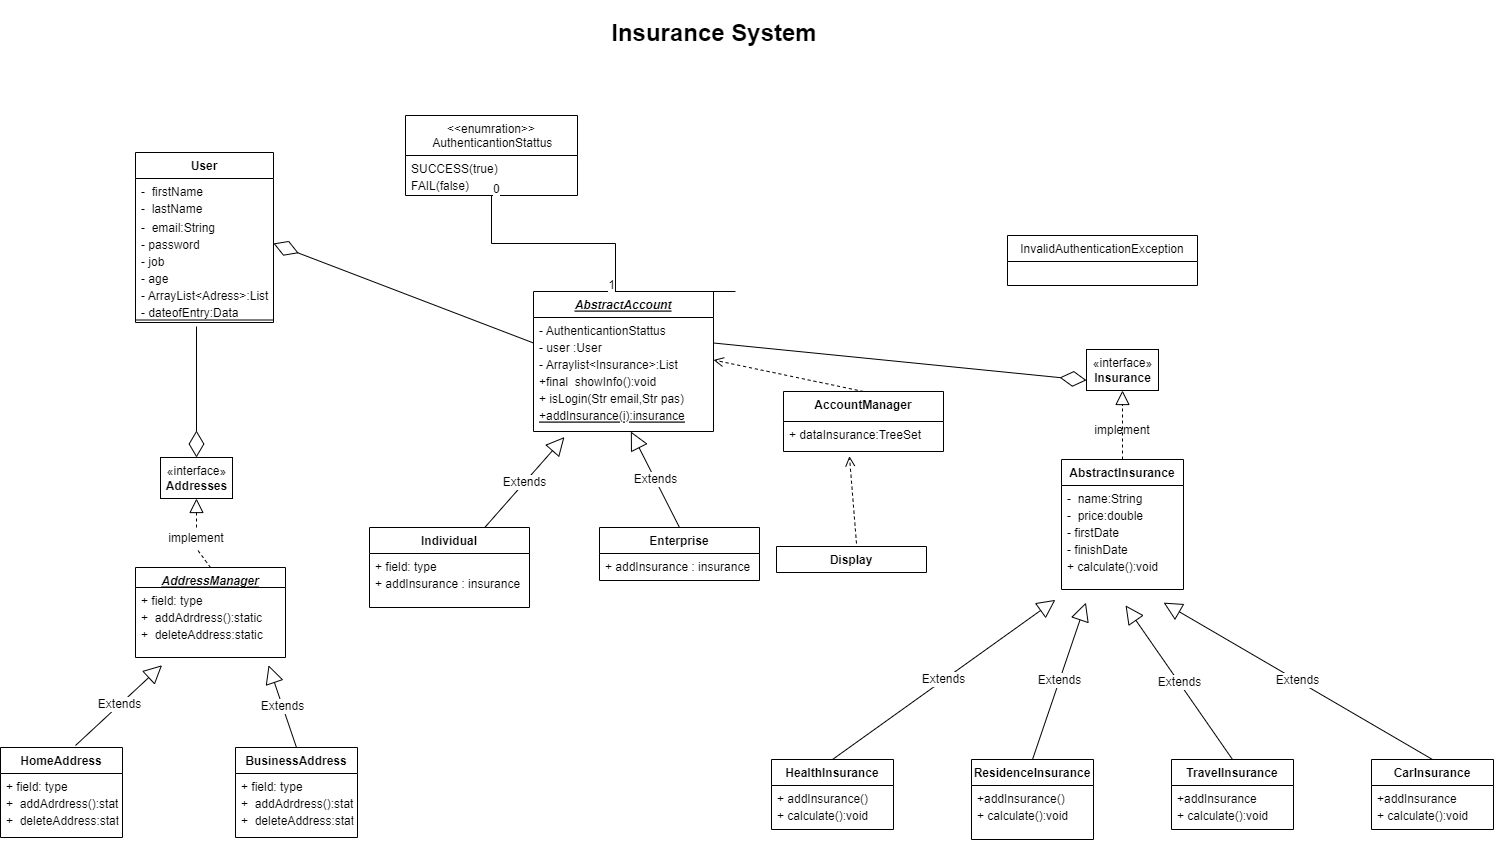 Insurance System
<<enumration>>
AuthenticantionStattus
SUCCESS(true)
FAIL(false)
0
1
User
- firstName
- lastName
- email:String
- password
- job
- age
- ArrayList<Adress>:List
- dateofEntry:Data
InvalidAuthenticationException
AbstractAccount
- AuthenticantionStattus
- user :User
- Arraylist<Insurance>:List
+final showInfo():void
+ isLogin(Str email,Str pas)
+addInsurance(i):insurance
«interface»
Insurance
implement
AccountManager
+ dataInsurance:TreeSet
Display
«interface»
Addresses
implement
AddressManager
+ field: type
+ addAdrdress():static
+ deleteAddress:static
Extends
Extends
Individual
+ field: type
+ addInsurance : insurance
Enterprise
+ addInsurance : insurance
AbstractInsurance
- name:String
- price:double
- firstDate
- finishDate
+ calculate():void
Extends
Extends
Extends
Extends
Extends
Extends
HomeAddress
+ field: type
+ addAdrdress():stat
+ deleteAddress:stat
BusinessAddress
+ field: type
+ addAdrdress():stat
+ deleteAddress:stat
HealthInsurance
+ addInsurance()
+ calculate():void
ResidenceInsurance
+addInsurance()
+ calculate():void
TravelInsurance
+addInsurance
+ calculate():void
CarInsurance
+addInsurance
+ calculate():void